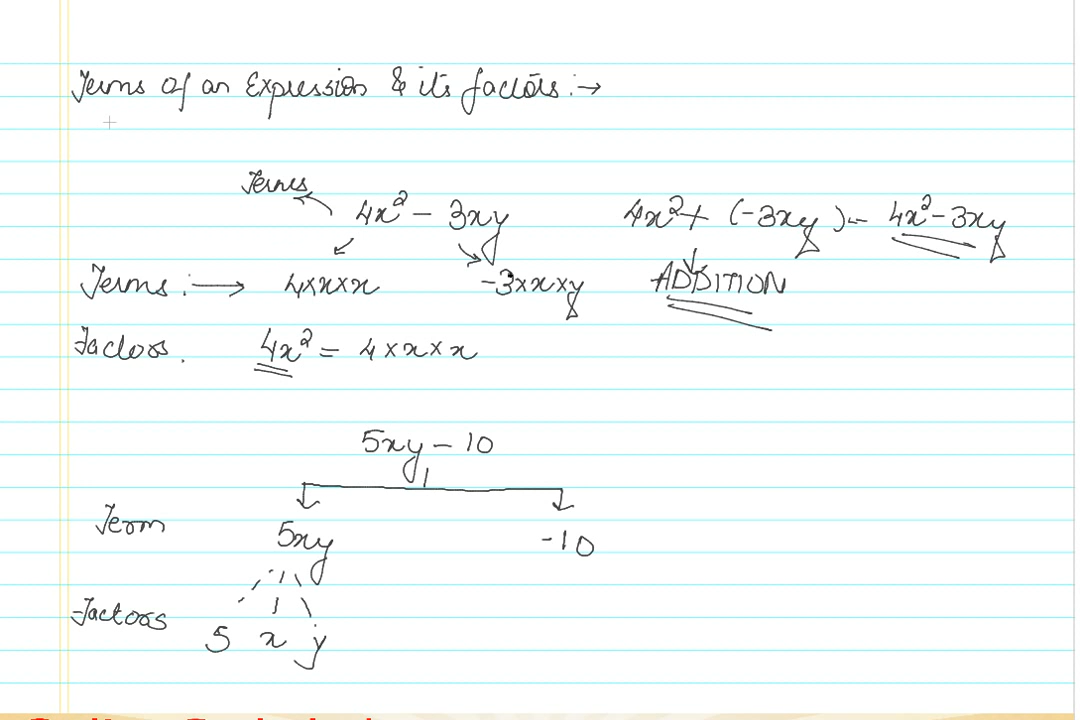 Terms of an Expression & its factors :→
Terms
4x² - 3xy 4x² + (-3xy) = 4x² - 3xy
Terms :→ 4×x×x -3×x×y ADDITION
Factors. 4x² = 4×x×x
5xy - 10
Term 5xy -10
Factors 5 x y